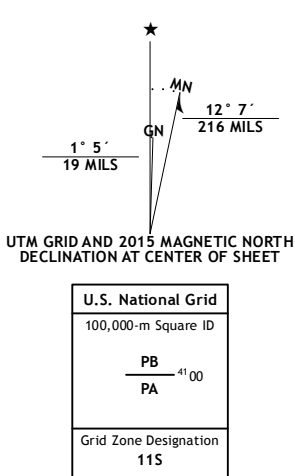 ★
MN
GN
12° 7´
216 MILS
1° 5´
19 MILS
UTM GRID AND 2015 MAGNETIC NORTH
DECLINATION AT CENTER OF SHEET
U.S. National Grid
100,000-m Square ID
PB
4100
PA
Grid Zone Designation
11S